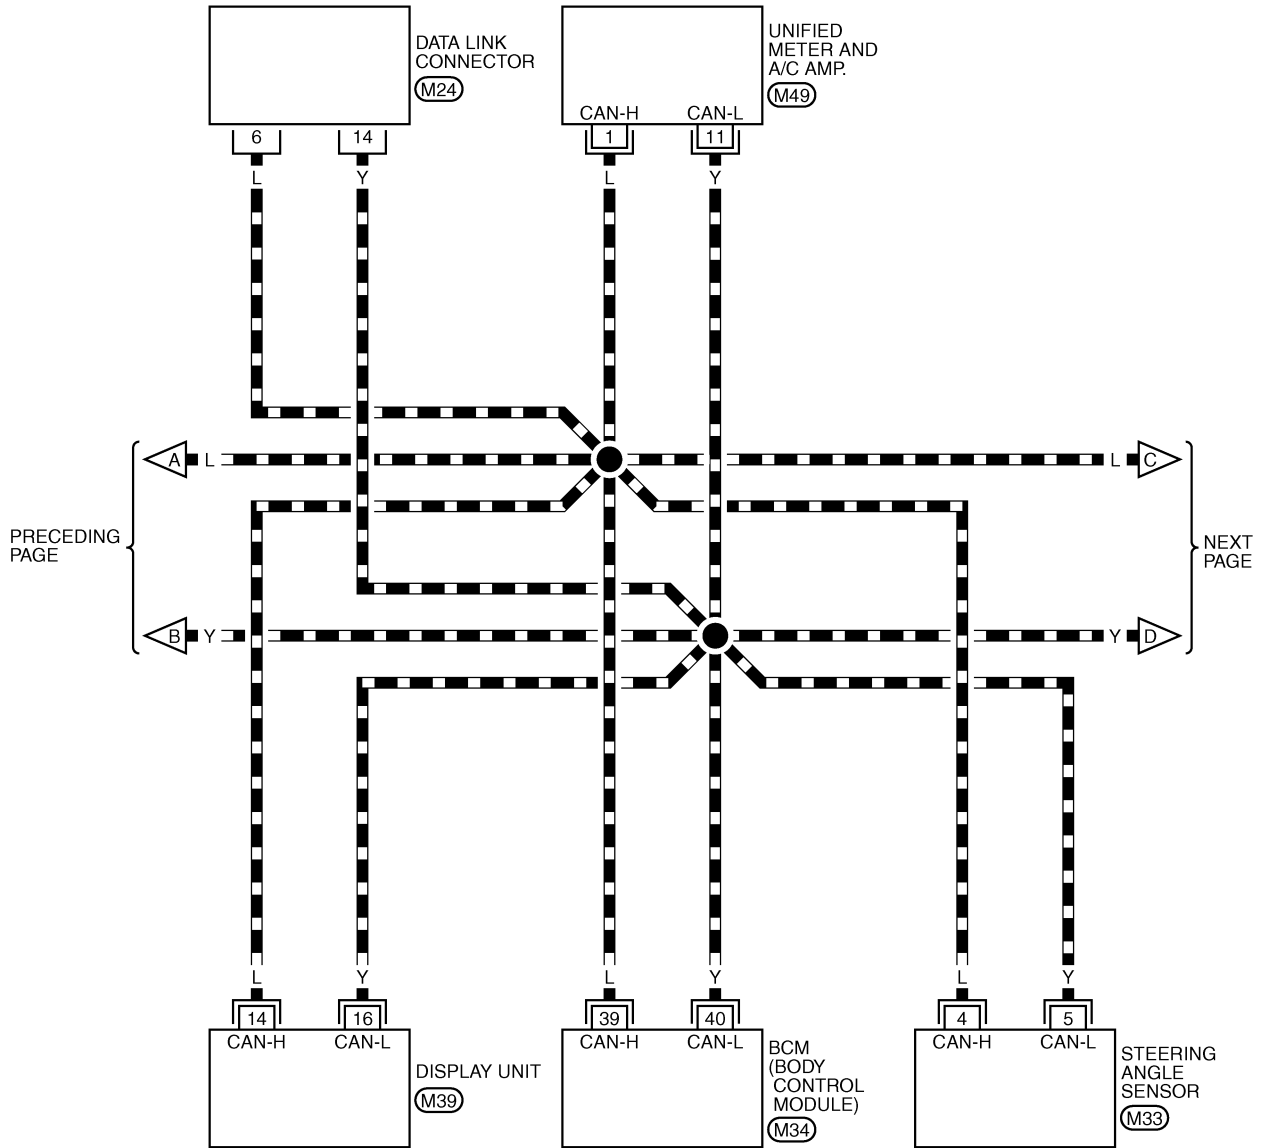 DATA LINK
CONNECTOR
M24
UNIFIED
METER AND
A/C AMP.
M49
CAN-H CAN-L
6 14 1 11
L Y L Y
A L L C
PRECEDING
PAGE
NEXT
PAGE
B Y Y D
L Y L Y L Y
14 16 39 40 4 5
CAN-H CAN-L CAN-H CAN-L CAN-H CAN-L
DISPLAY UNIT
M39
BCM
(BODY
CONTROL
MODULE)
M34
STEERING
ANGLE
SENSOR
M33